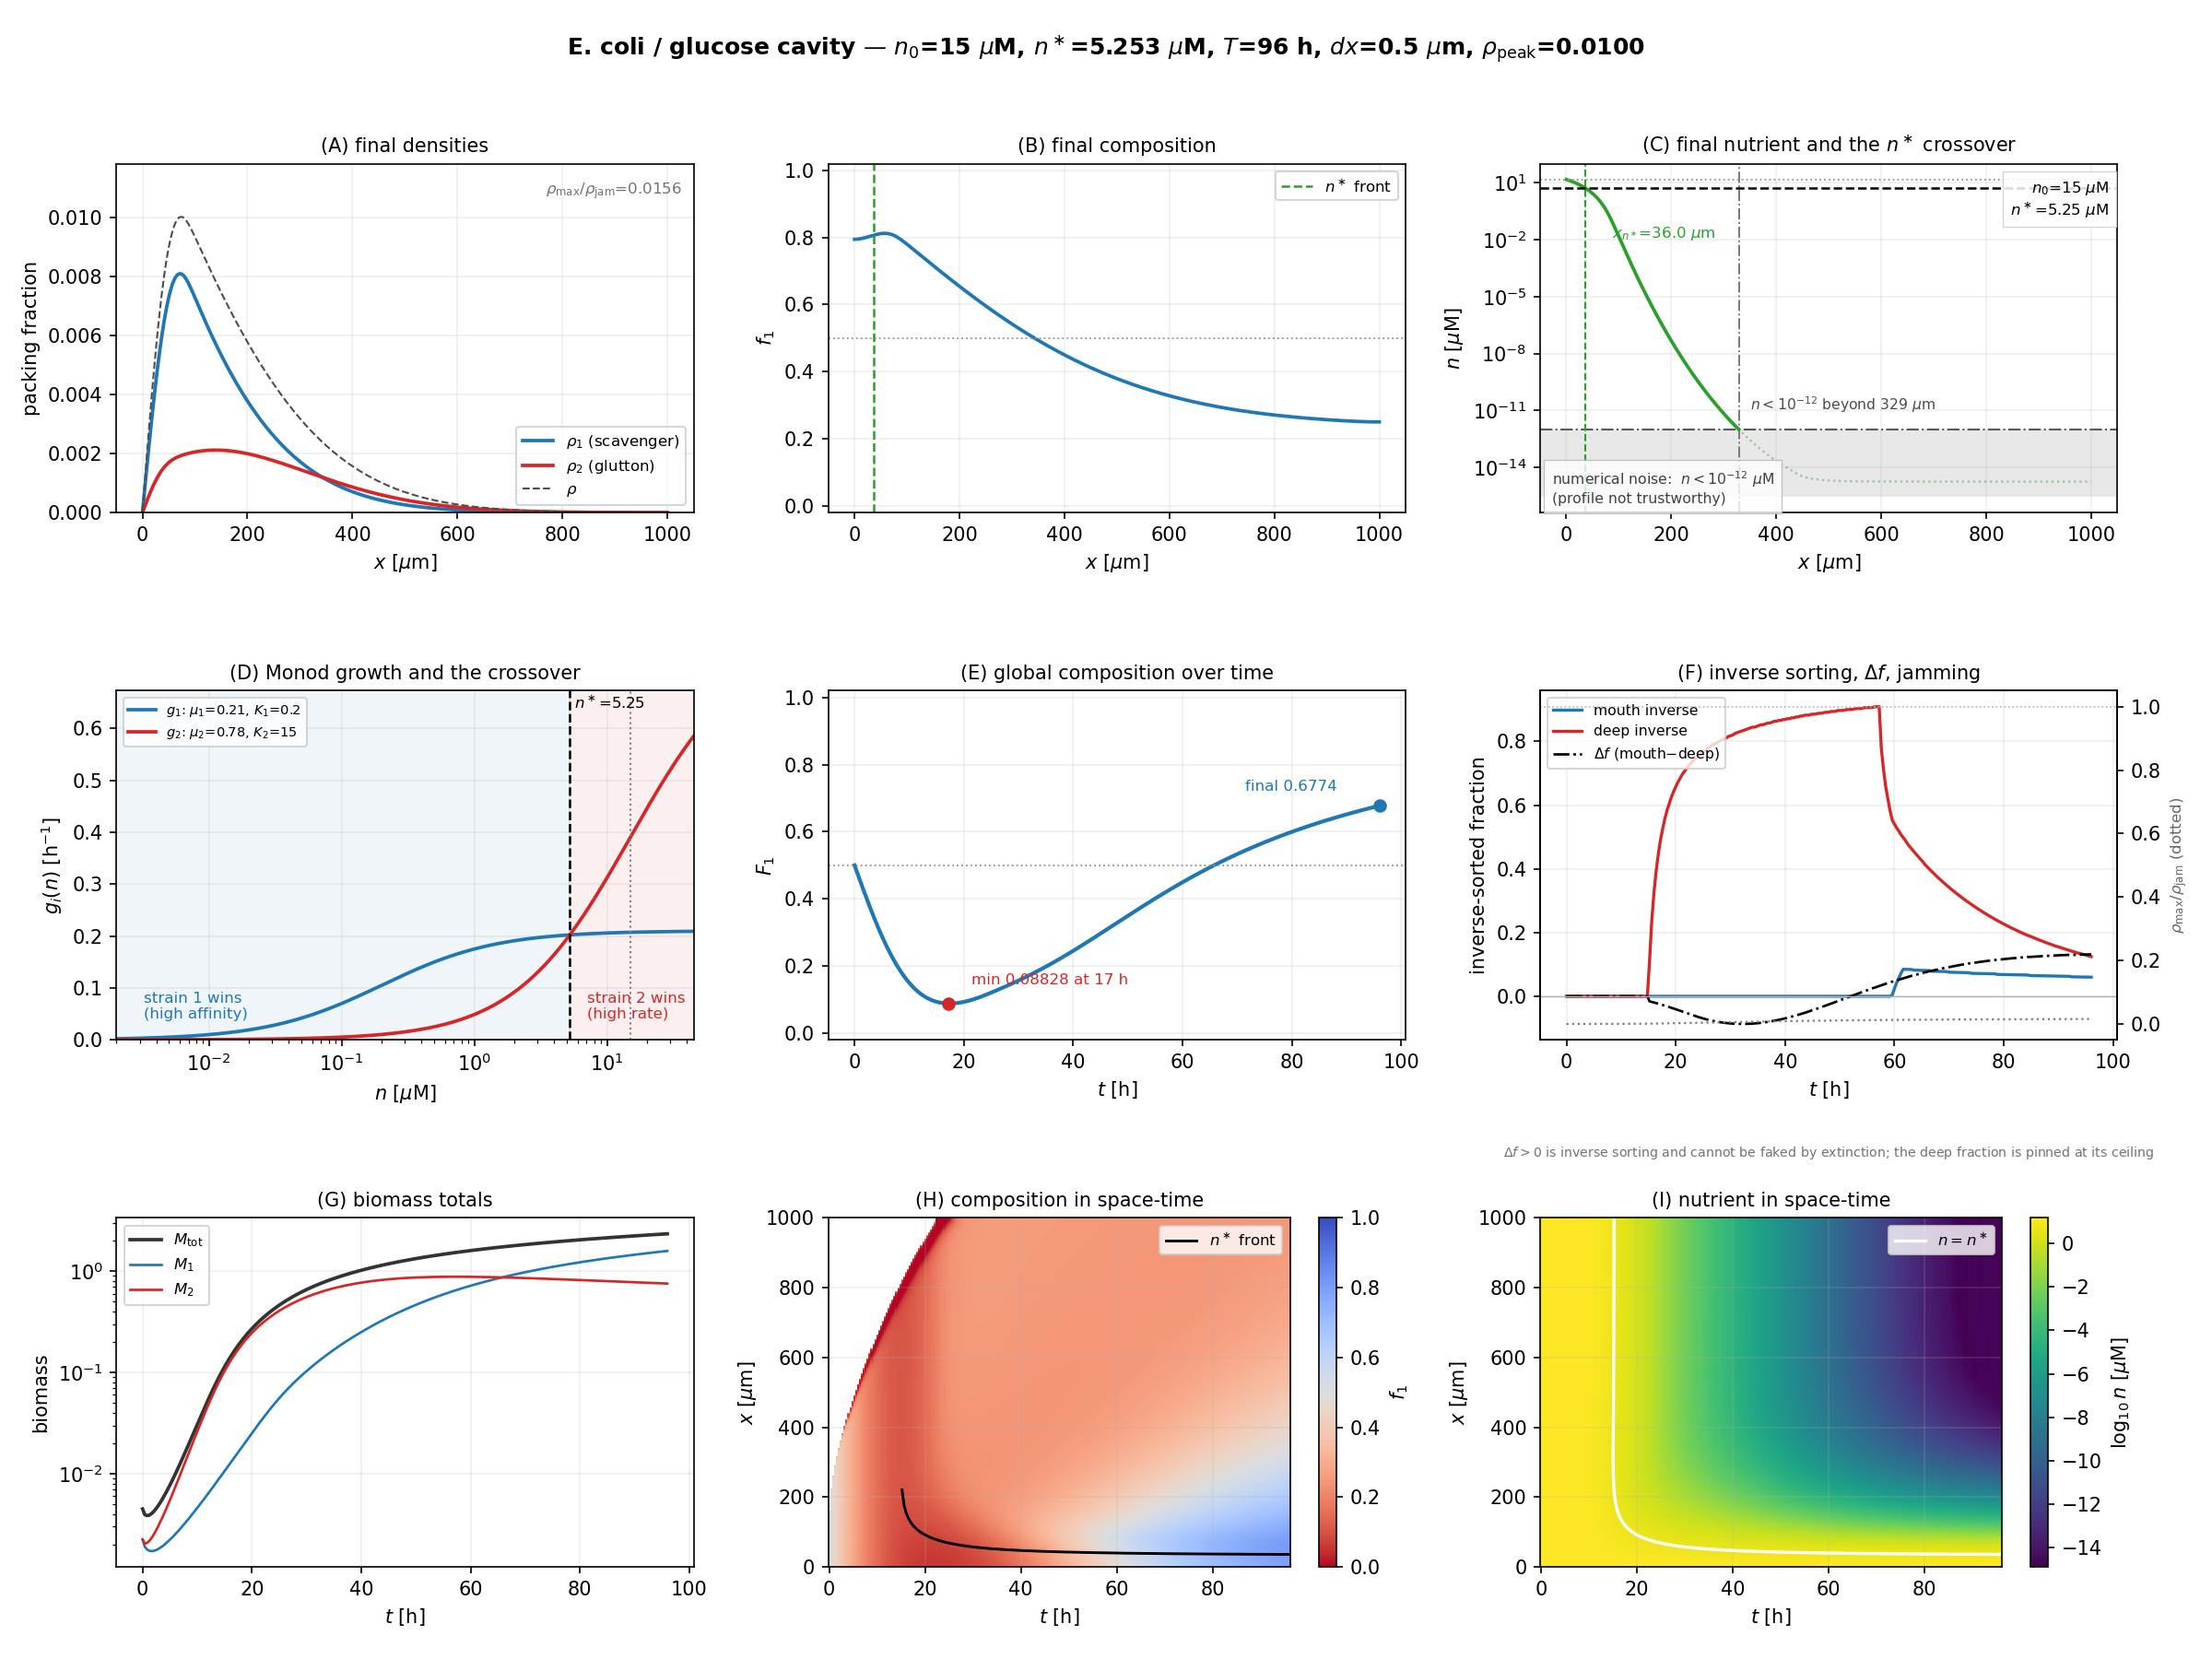 E. coli / glucose cavity — n₀=15 μM, n*=5.253 μM, T=96 h, dx=0.5 μm, ρpeak=0.0100
(A) final densities
ρmax/ρjam=0.0156
packing fraction
0.010
0.008
0.006
0.004
0.002
0.000
ρ₁ (scavenger)
ρ₂ (glutton)
ρ
0 200 400 600 800 1000
x [μm]
(B) final composition
n* front
f₁
1.0
0.8
0.6
0.4
0.2
0.0
0 200 400 600 800 1000
x [μm]
(C) final nutrient and the n* crossover
n₀=15 μM
n*=5.25 μM
xn*=36.0 μm
n < 10⁻¹² beyond 329 μm
numerical noise: n < 10⁻¹² μM
(profile not trustworthy)
n [μM]
10¹
10⁻²
10⁻⁵
10⁻⁸
10⁻¹¹
10⁻¹⁴
0 200 400 600 800 1000
x [μm]
(D) Monod growth and the crossover
g₁: μ₁=0.21, K₁=0.2
g₂: μ₂=0.78, K₂=15
n*=5.25
strain 1 wins
(high affinity)
strain 2 wins
(high rate)
gᵢ(n) [h⁻¹]
0.6
0.5
0.4
0.3
0.2
0.1
0.0
10⁻² 10⁻¹ 10⁰ 10¹
n [μM]
(E) global composition over time
final 0.6774
min 0.08828 at 17 h
F₁
1.0
0.8
0.6
0.4
0.2
0.0
0 20 40 60 80 100
t [h]
(F) inverse sorting, Δf, jamming
mouth inverse
deep inverse
Δf (mouth−deep)
inverse-sorted fraction
0.8
0.6
0.4
0.2
0.0
1.0
0.8
0.6
0.4
0.2
0.0
ρmax/ρjam (dotted)
0 20 40 60 80 100
t [h]
Δf > 0 is inverse sorting and cannot be faked by extinction; the deep fraction is pinned at its ceiling
(G) biomass totals
Mtot
M₁
M₂
biomass
10⁰
10⁻¹
10⁻²
0 20 40 60 80 100
t [h]
(H) composition in space-time
n* front
x [μm]
1000
800
600
400
200
0
0 20 40 60 80
t [h]
1.0
0.8
0.6
0.4
0.2
0.0
f₁
(I) nutrient in space-time
n = n*
x [μm]
1000
800
600
400
200
0
0 20 40 60 80
t [h]
0
−2
−4
−6
−8
−10
−12
−14
log₁₀ n [μM]